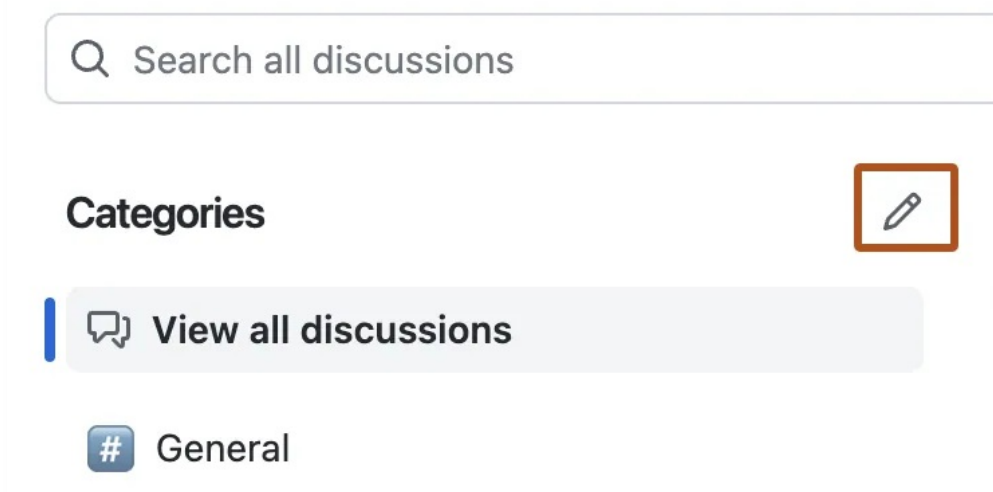 Search all discussions
Categories
View all discussions
# General